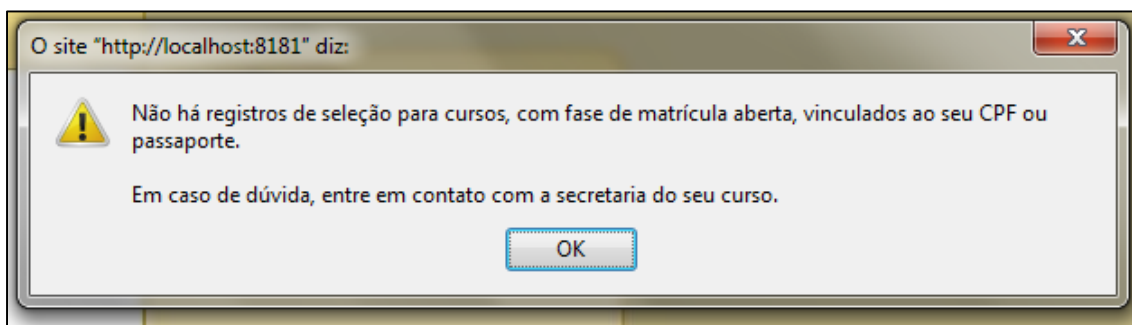 O site "http://localhost:8181" diz:
Não há registros de seleção para cursos, com fase de matrícula aberta, vinculados ao seu CPF ou
passaporte.
Em caso de dúvida, entre em contato com a secretaria do seu curso.
OK